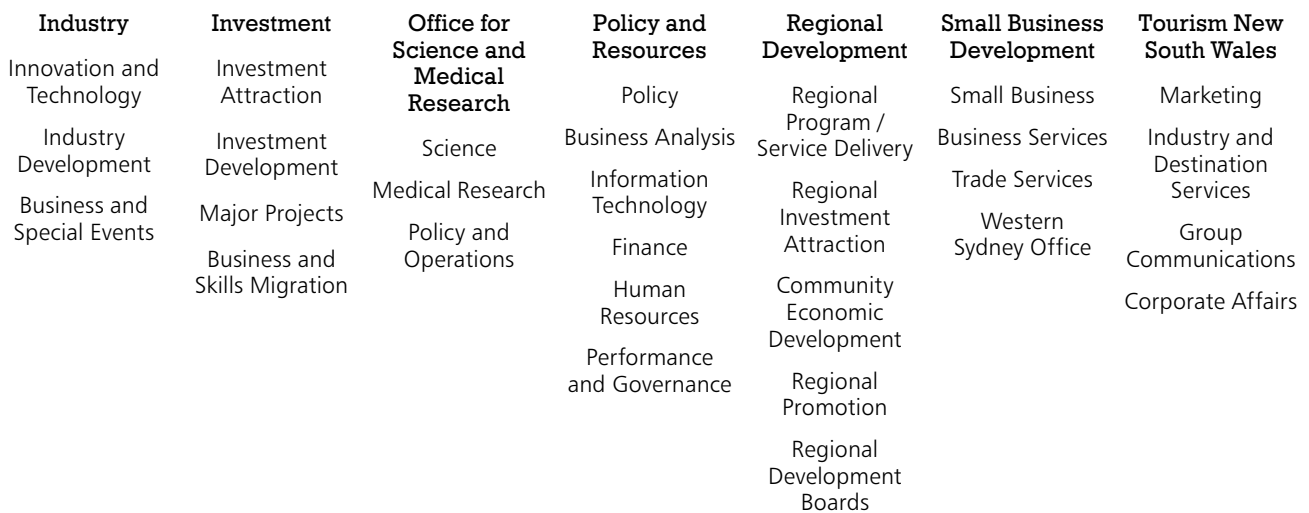 Industry
Innovation and
Technology
Industry
Development
Business and
Special Events
Investment
Investment
Attraction
Investment
Development
Major Projects
Business and
Skills Migration
Office for
Science and
Medical
Research
Science
Medical Research
Policy and
Operations
Policy and
Resources
Policy
Business Analysis
Information
Technology
Finance
Human
Resources
Performance
and Governance
Regional
Development
Regional
Program /
Service Delivery
Regional
Investment
Attraction
Community
Economic
Development
Regional
Promotion
Regional
Development
Boards
Small Business
Development
Small Business
Business Services
Trade Services
Western
Sydney Office
Tourism New
South Wales
Marketing
Industry and
Destination
Services
Group
Communications
Corporate Affairs